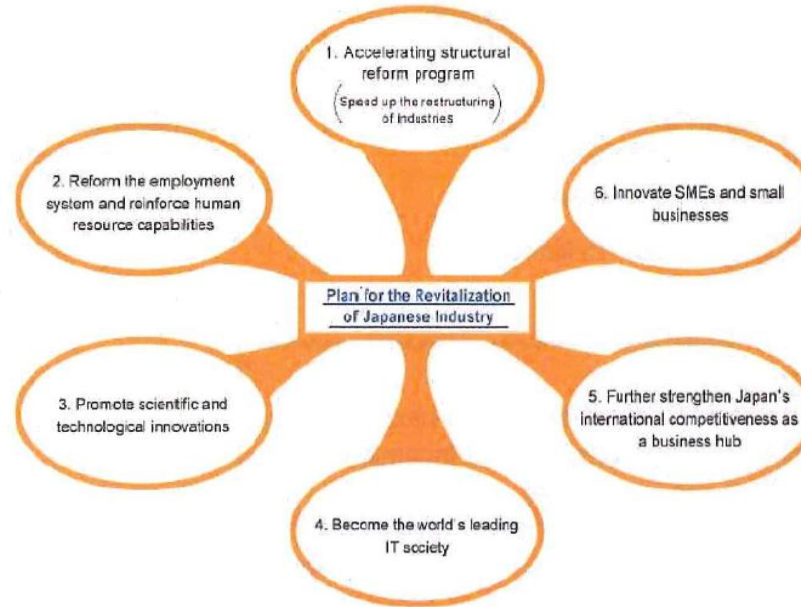 1. Accelerating structural
reform program
(Speed up the restructuring
of industries)
2. Reform the employment
system and reinforce human
resource capabilities
6. Innovate SMEs and small
businesses
Plan for the Revitalization
of Japanese Industry
3. Promote scientific and
technological innovations
5. Further strengthen Japan's
international competitiveness as
a business hub
4. Become the world's leading
IT society